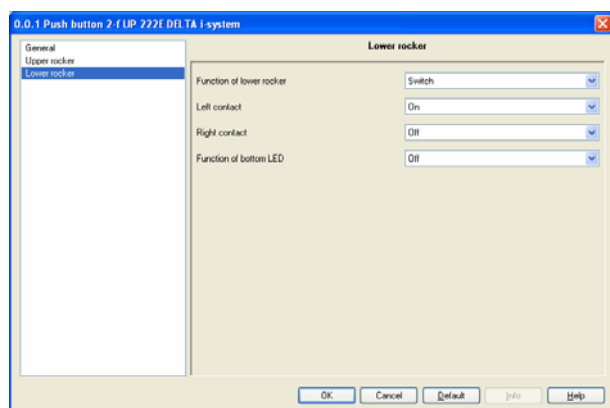 0.0.1 Push button 2-f UP 222E DELTA i-system
General
Upper rocker
Lower rocker
Lower rocker
Function of lower rocker Switch
Left contact On
Right contact Off
Function of bottom LED Off
OK Cancel Default Info Help